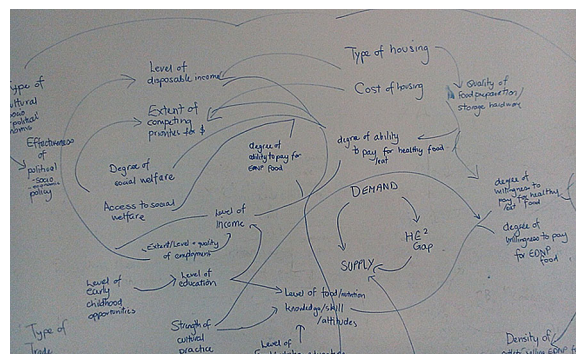 Type of housing
Level of
disposable income
Cost of housing
Quality of
food preparation/
storage hardware
Type of
cultural
socio
political
norms
Extent of
competing
priorities for $
Effectiveness
of
political
-socio
policy
degree of
ability to pay for
EDNP food
degree of ability
to pay for healthy food
/eat
Degree of
social welfare
degree of
willingness to
pay for healthy
/eat food
DEMAND
Access to social
welfare
Level of
income
degree of
willingness to pay
for EDNP
food
HE²
Gap
Extent/Level + quality
of employment
SUPPLY
Level of
early
childhood
opportunities
Level of
education
Level of food/nutrition
knowledge/skill
/attitudes
Type of
Trade
Strength of
cultural
practice
Level of
Density of